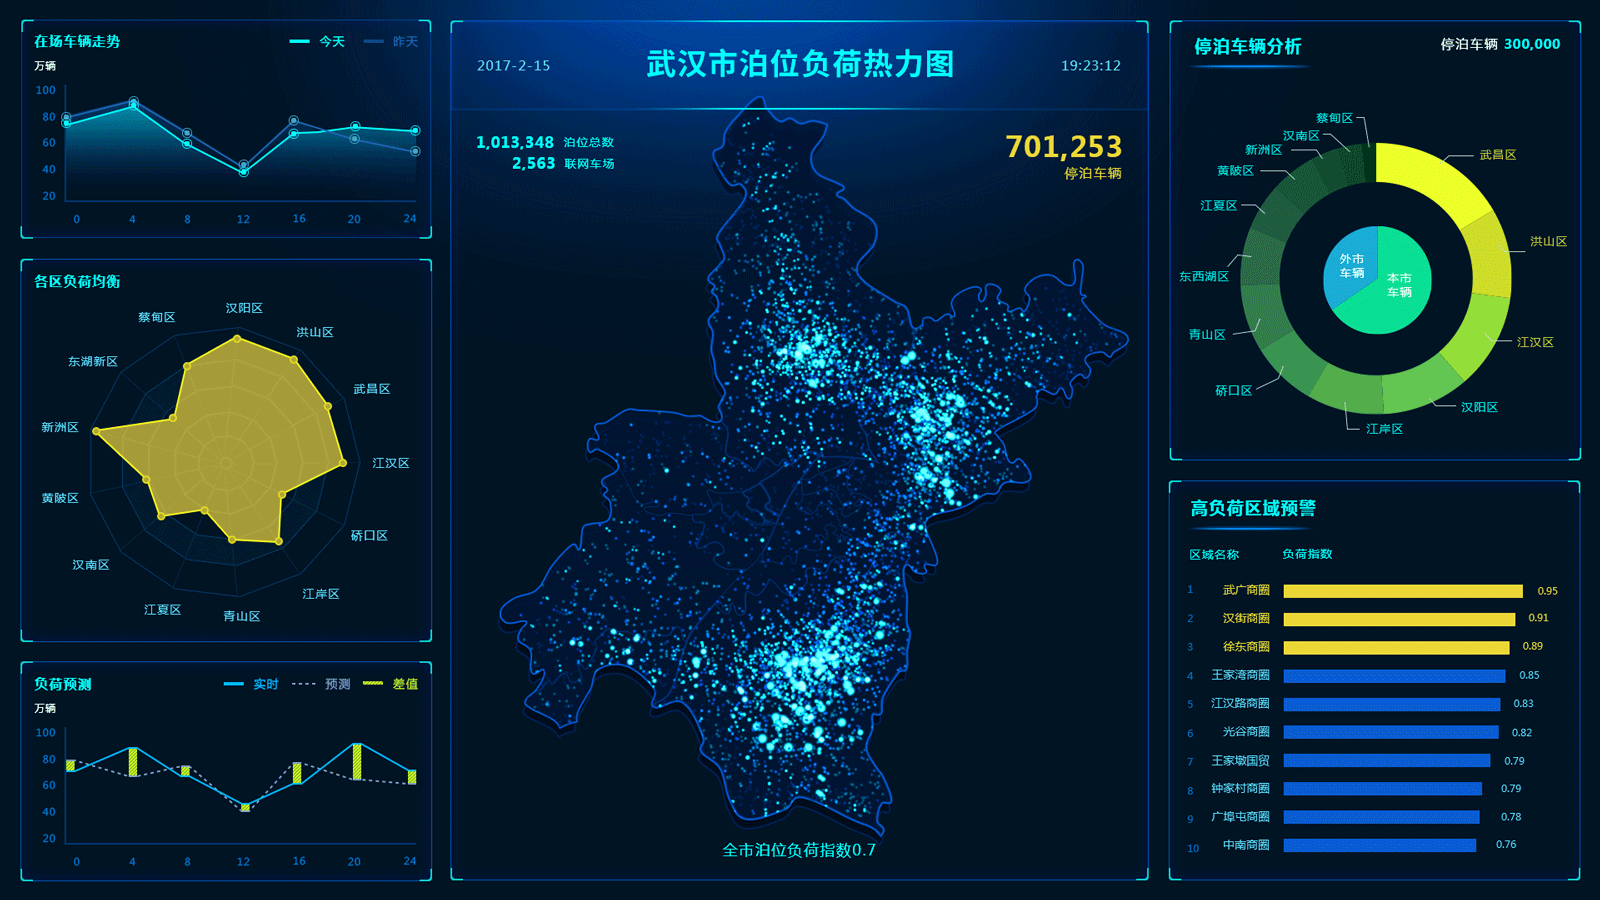 在场车辆走势
今天 昨天
万辆
100
80
60
40
20
0 4 8 12 16 20 24
各区负荷均衡
汉阳区
洪山区
武昌区
江汉区
硚口区
江岸区
青山区
江夏区
汉南区
黄陂区
新洲区
东湖新区
蔡甸区
负荷预测
实时 预测 差值
万辆
100
80
60
40
20
0 4 8 12 16 20 24
2017-2-15
武汉市泊位负荷热力图
19:23:12
1,013,348 泊位总数
2,563 联网车场
701,253
停泊车辆
全市泊位负荷指数0.7
停泊车辆分析
停泊车辆 300,000
武昌区
洪山区
江汉区
汉阳区
江岸区
硚口区
青山区
东西湖区
江夏区
黄陂区
新洲区
汉南区
蔡甸区
外市
车辆
本市
车辆
高负荷区域预警
区域名称 负荷指数
1 武广商圈 0.95
2 汉街商圈 0.91
3 徐东商圈 0.89
4 王家湾商圈 0.85
5 江汉路商圈 0.83
6 光谷商圈 0.82
7 王家墩国贸 0.79
8 钟家村商圈 0.79
9 广埠屯商圈 0.78
10 中南商圈 0.76